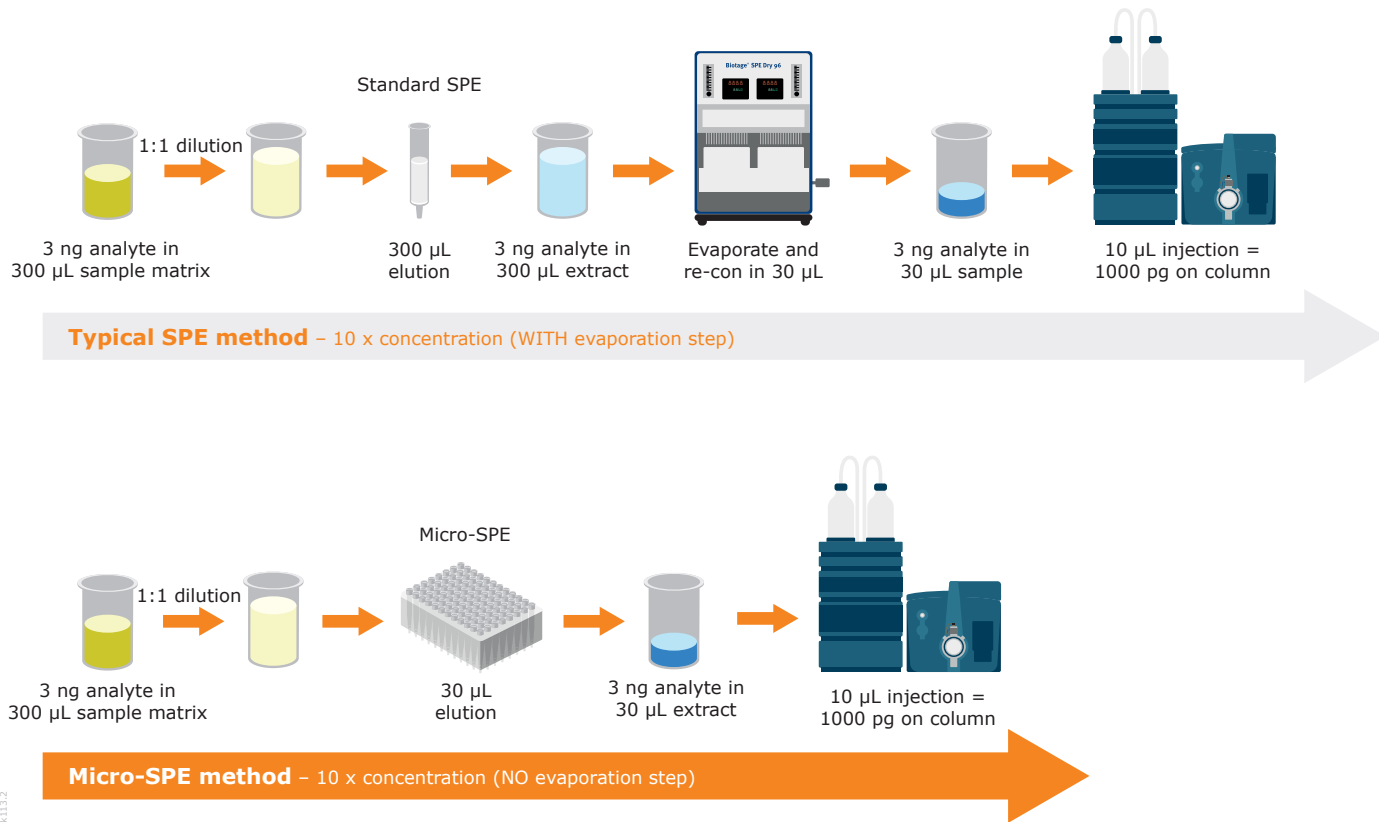 Standard SPE
Biotage® SPE Dry 96
1:1 dilution
3 ng analyte in
300 µL sample matrix
300 µL
elution
3 ng analyte in
300 µL extract
Evaporate and
re-con in 30 µL
3 ng analyte in
30 µL sample
10 µL injection =
1000 pg on column
Typical SPE method – 10 x concentration (WITH evaporation step)
Micro-SPE
1:1 dilution
3 ng analyte in
300 µL sample matrix
30 µL
elution
3 ng analyte in
30 µL extract
10 µL injection =
1000 pg on column
Micro-SPE method – 10 x concentration (NO evaporation step)
k113.2